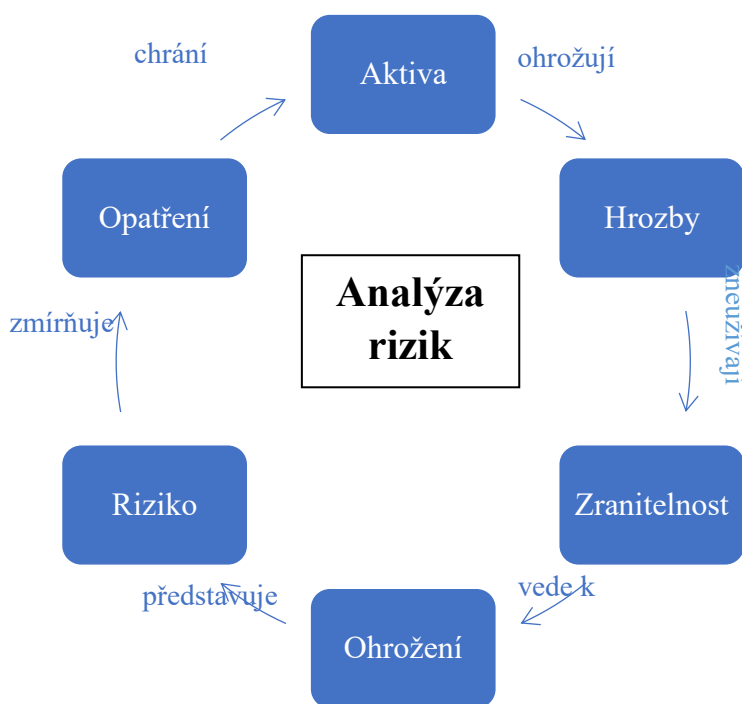 chrání
Aktiva
ohrožují
Opatření
Hrozby
Analýza
rizik
zmírňuje
zneužívají
Riziko
Zranitelnost
představuje
vede k
Ohrožení